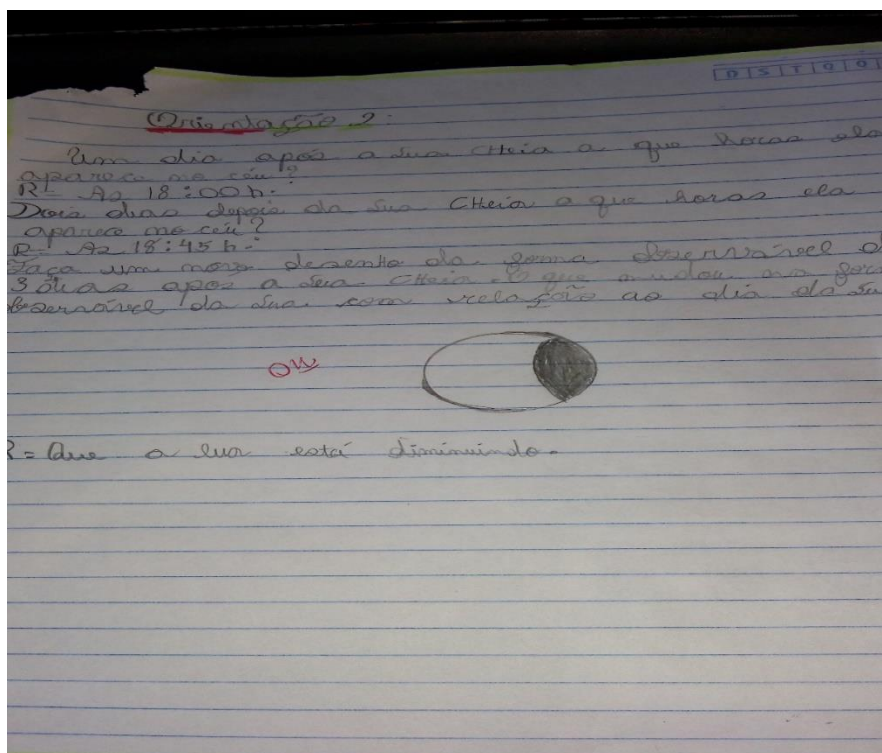 D S T Q Q
Orientação 2:
Um dia após a Lua CHeia a que horas ela
aparece no céu?
R= As 18:00h.
Dois dias depois da Lua CHeia a que horas ela
aparece no céu?
R= As 18:45 h.
Faça um novo desenho da forma observável d
3 dias após a Lua CHeia. O que mudou na for
observável da Lua com relação ao dia da Lu
R= Que a lua está diminuindo.